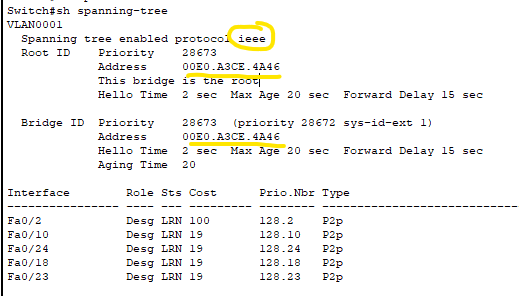 Switch#sh spanning-tree
VLAN0001
Spanning tree enabled protocol ieee
Root ID Priority 28673
Address 00E0.A3CE.4A46
This bridge is the root
Hello Time 2 sec Max Age 20 sec Forward Delay 15 sec
Bridge ID Priority 28673 (priority 28672 sys-id-ext 1)
Address 00E0.A3CE.4A46
Hello Time 2 sec Max Age 20 sec Forward Delay 15 sec
Aging Time 20
Interface Role Sts Cost Prio.Nbr Type
---------------- ---- --- --------- -------- --------------------------------
Fa0/2 Desg LRN 100 128.2 P2p
Fa0/10 Desg LRN 19 128.10 P2p
Fa0/24 Desg LRN 19 128.24 P2p
Fa0/18 Desg LRN 19 128.18 P2p
Fa0/23 Desg LRN 19 128.23 P2p